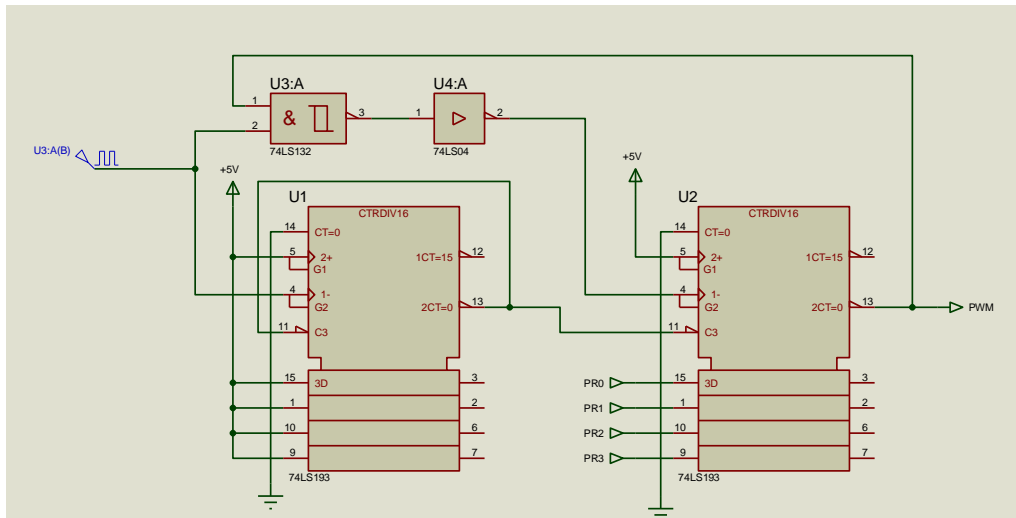 U3:A
U4:A
1
2
&
3
1
2
74LS132
74LS04
U3:A(B)
+5V
+5V
U1
U2
CTRDIV16
CTRDIV16
14 CT=0
14 CT=0
5 2+ 1CT=15 12
5 2+ 1CT=15 12
G1
G1
4 1- 2CT=0 13
4 1- 2CT=0 13
PWM
G2
G2
11 C3
11 C3
15 3D 3
PR0 15 3D 3
1 2
PR1 1 2
10 6
PR2 10 6
9 7
PR3 9 7
74LS193
74LS193